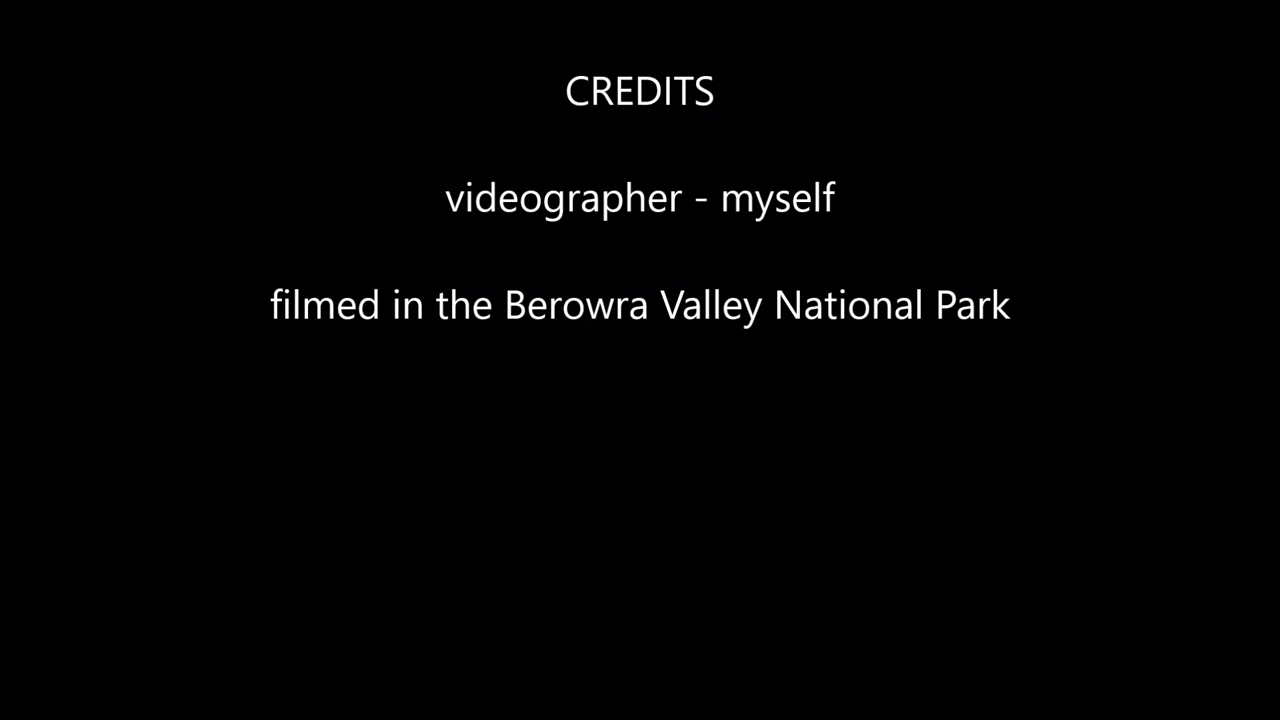 CREDITS
videographer - myself
filmed in the Berowra Valley National Park